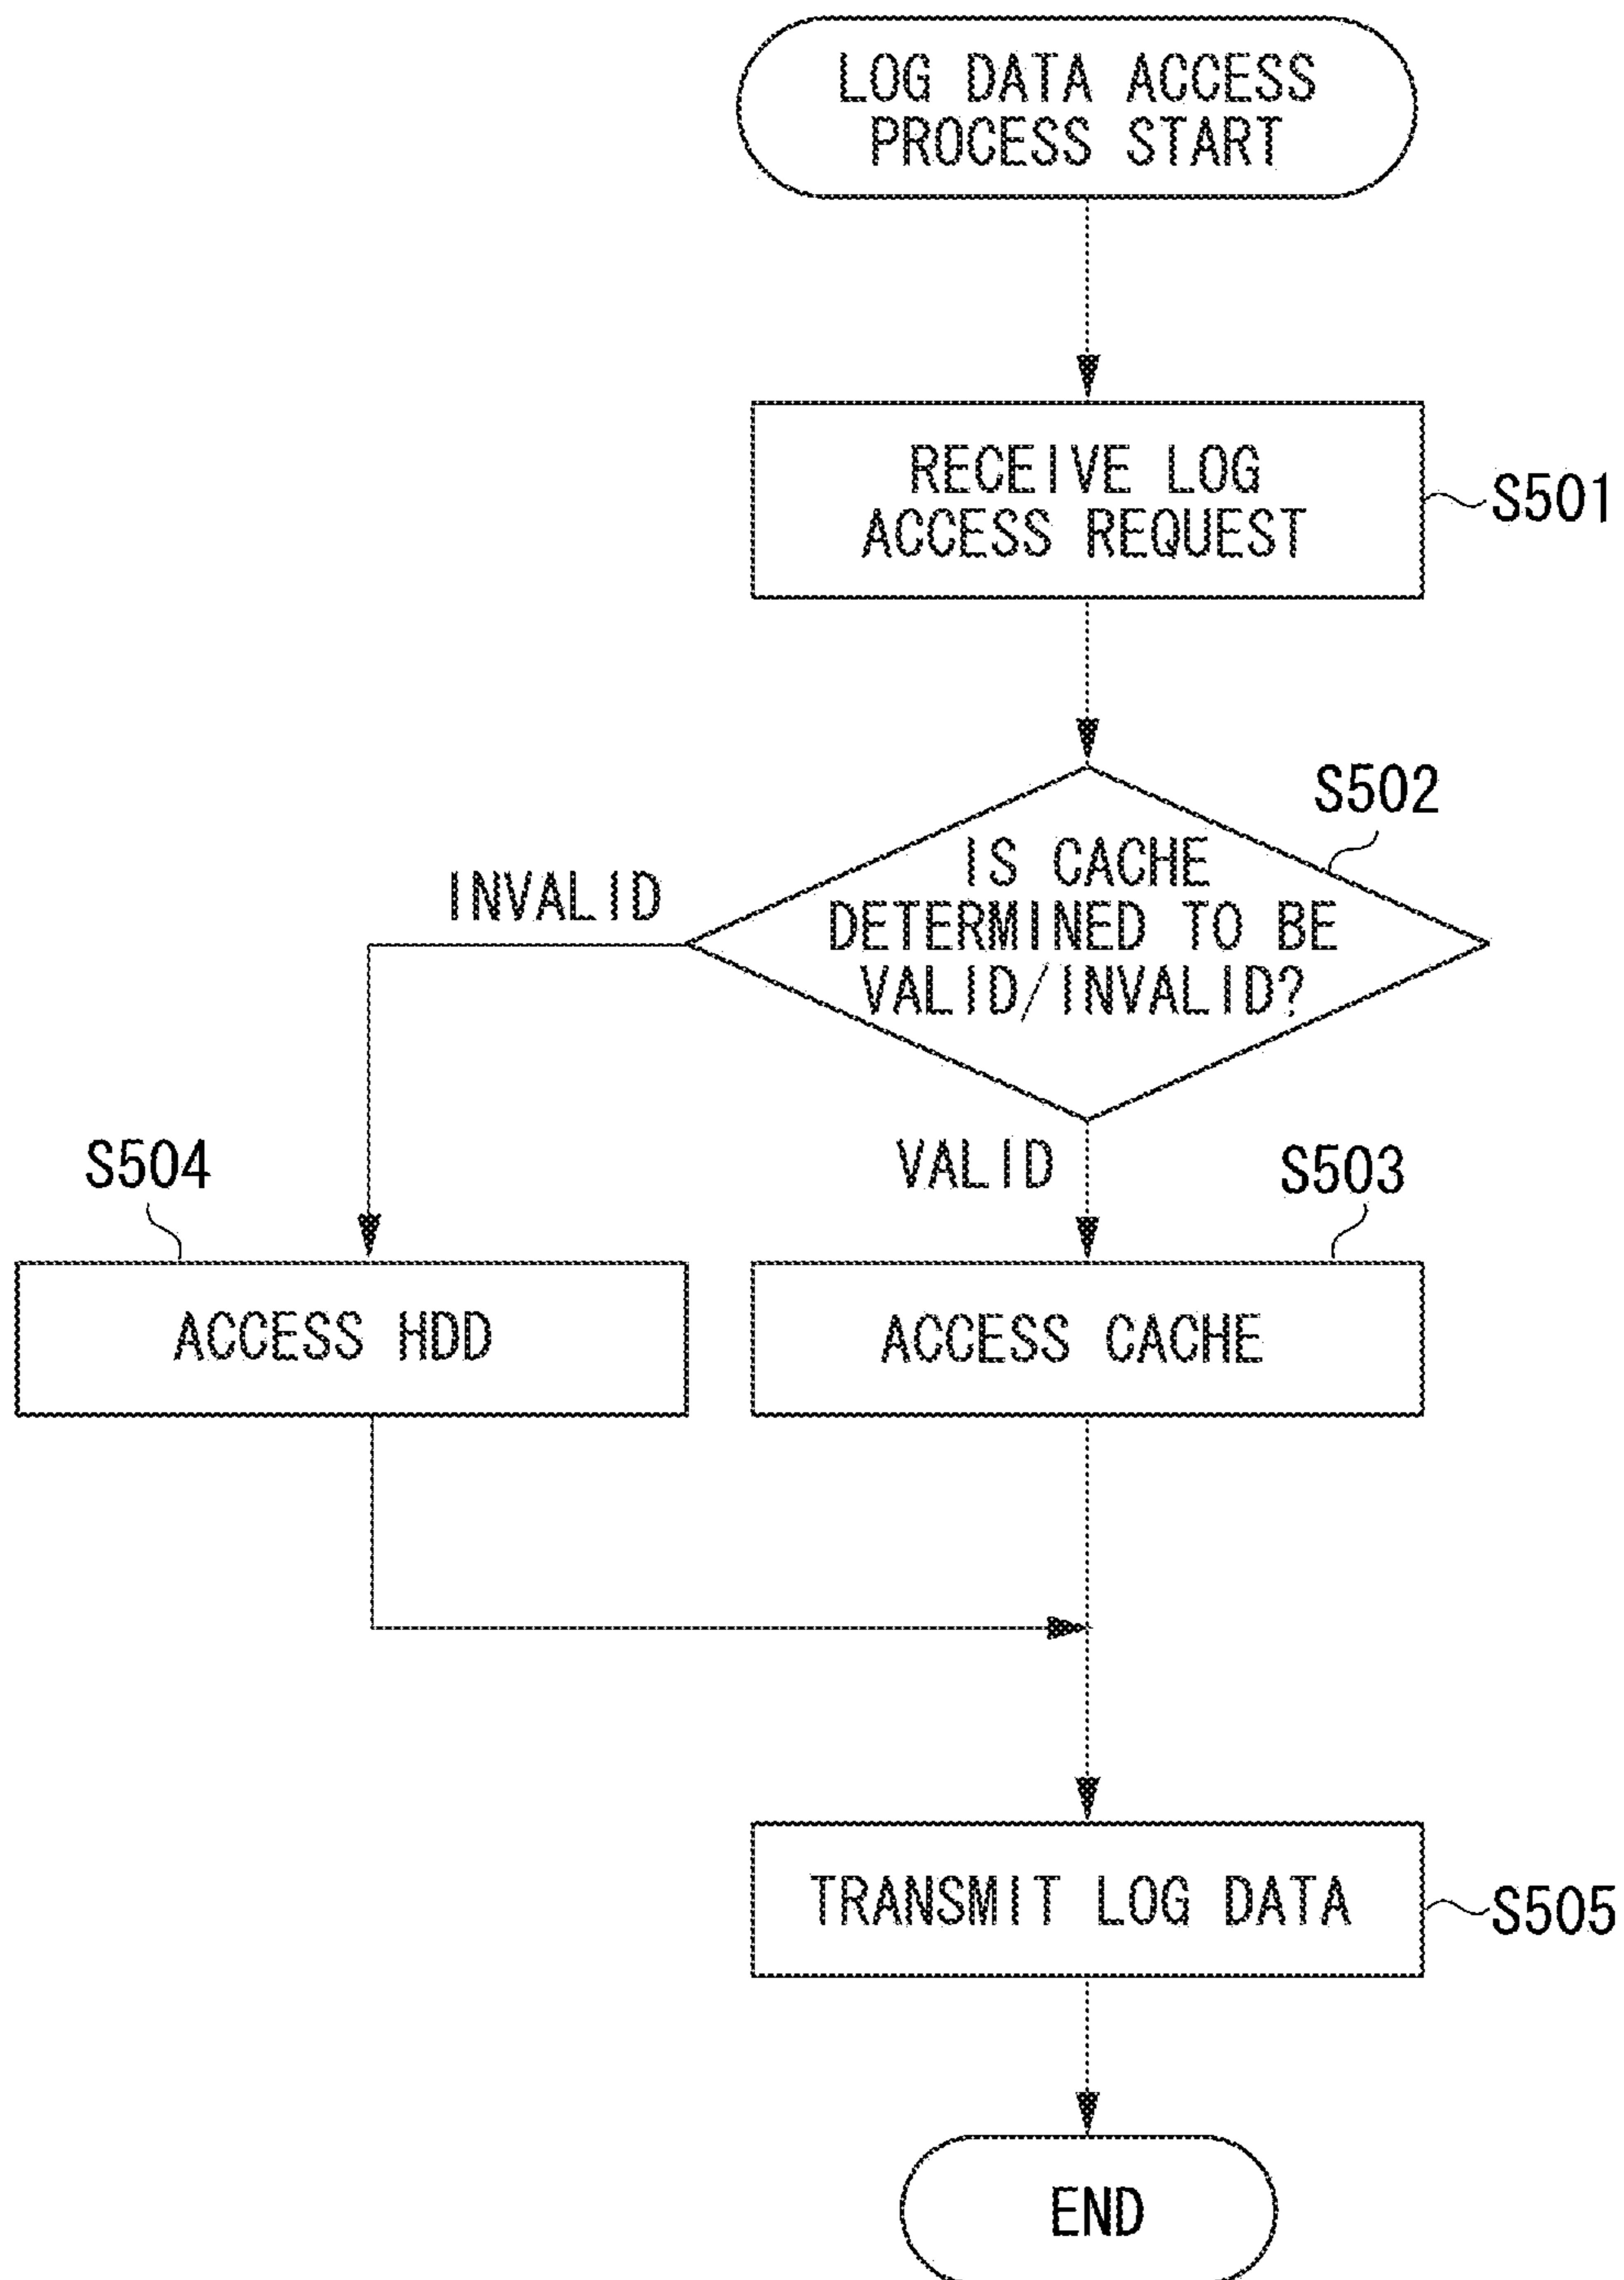 LOG DATA ACCESS
PROCESS START
RECEIVE LOG
ACCESS REQUEST
S501
S502
IS CACHE
DETERMINED TO BE
VALID/INVALID?
INVALID
VALID
S504
S503
ACCESS HDD
ACCESS CACHE
TRANSMIT LOG DATA
S505
END